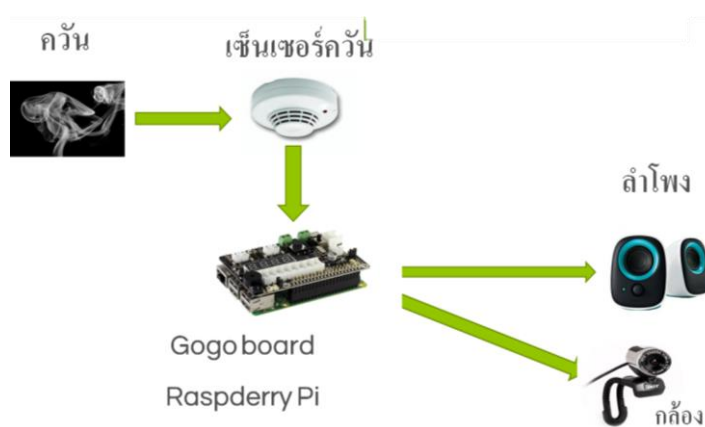 ควัน
เซ็นเซอร์ควัน
ลำโพง
Gogo board
Raspderry Pi
กล้อง